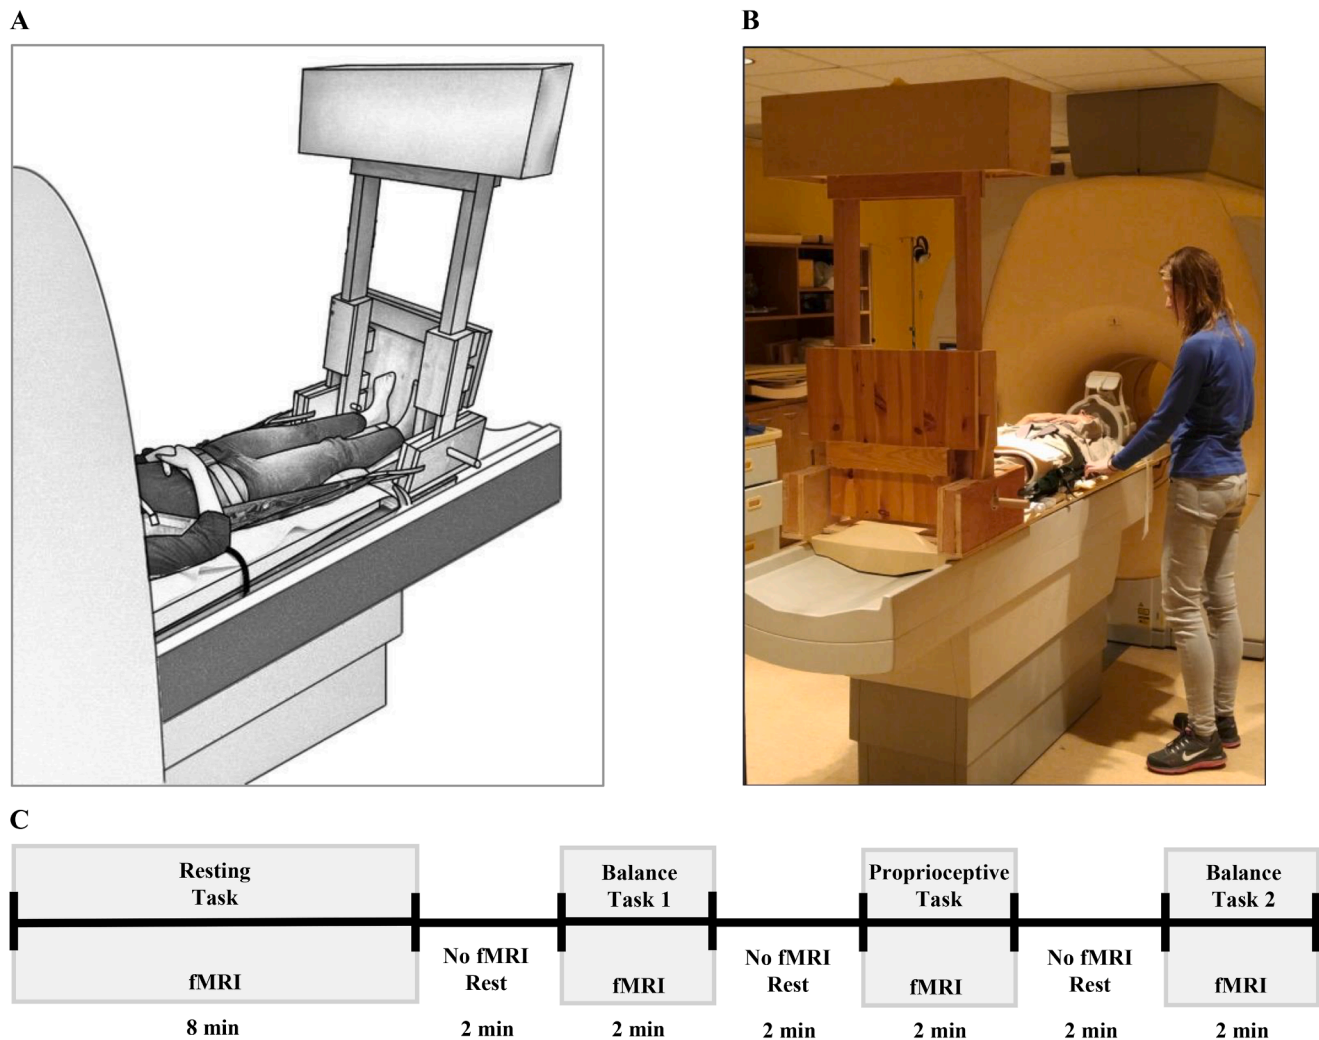 A
B
C
Resting
Task
Balance
Task 1
Proprioceptive
Task
Balance
Task 2
fMRI
No fMRI
Rest
fMRI
No fMRI
Rest
fMRI
No fMRI
Rest
fMRI
8 min
2 min
2 min
2 min
2 min
2 min
2 min